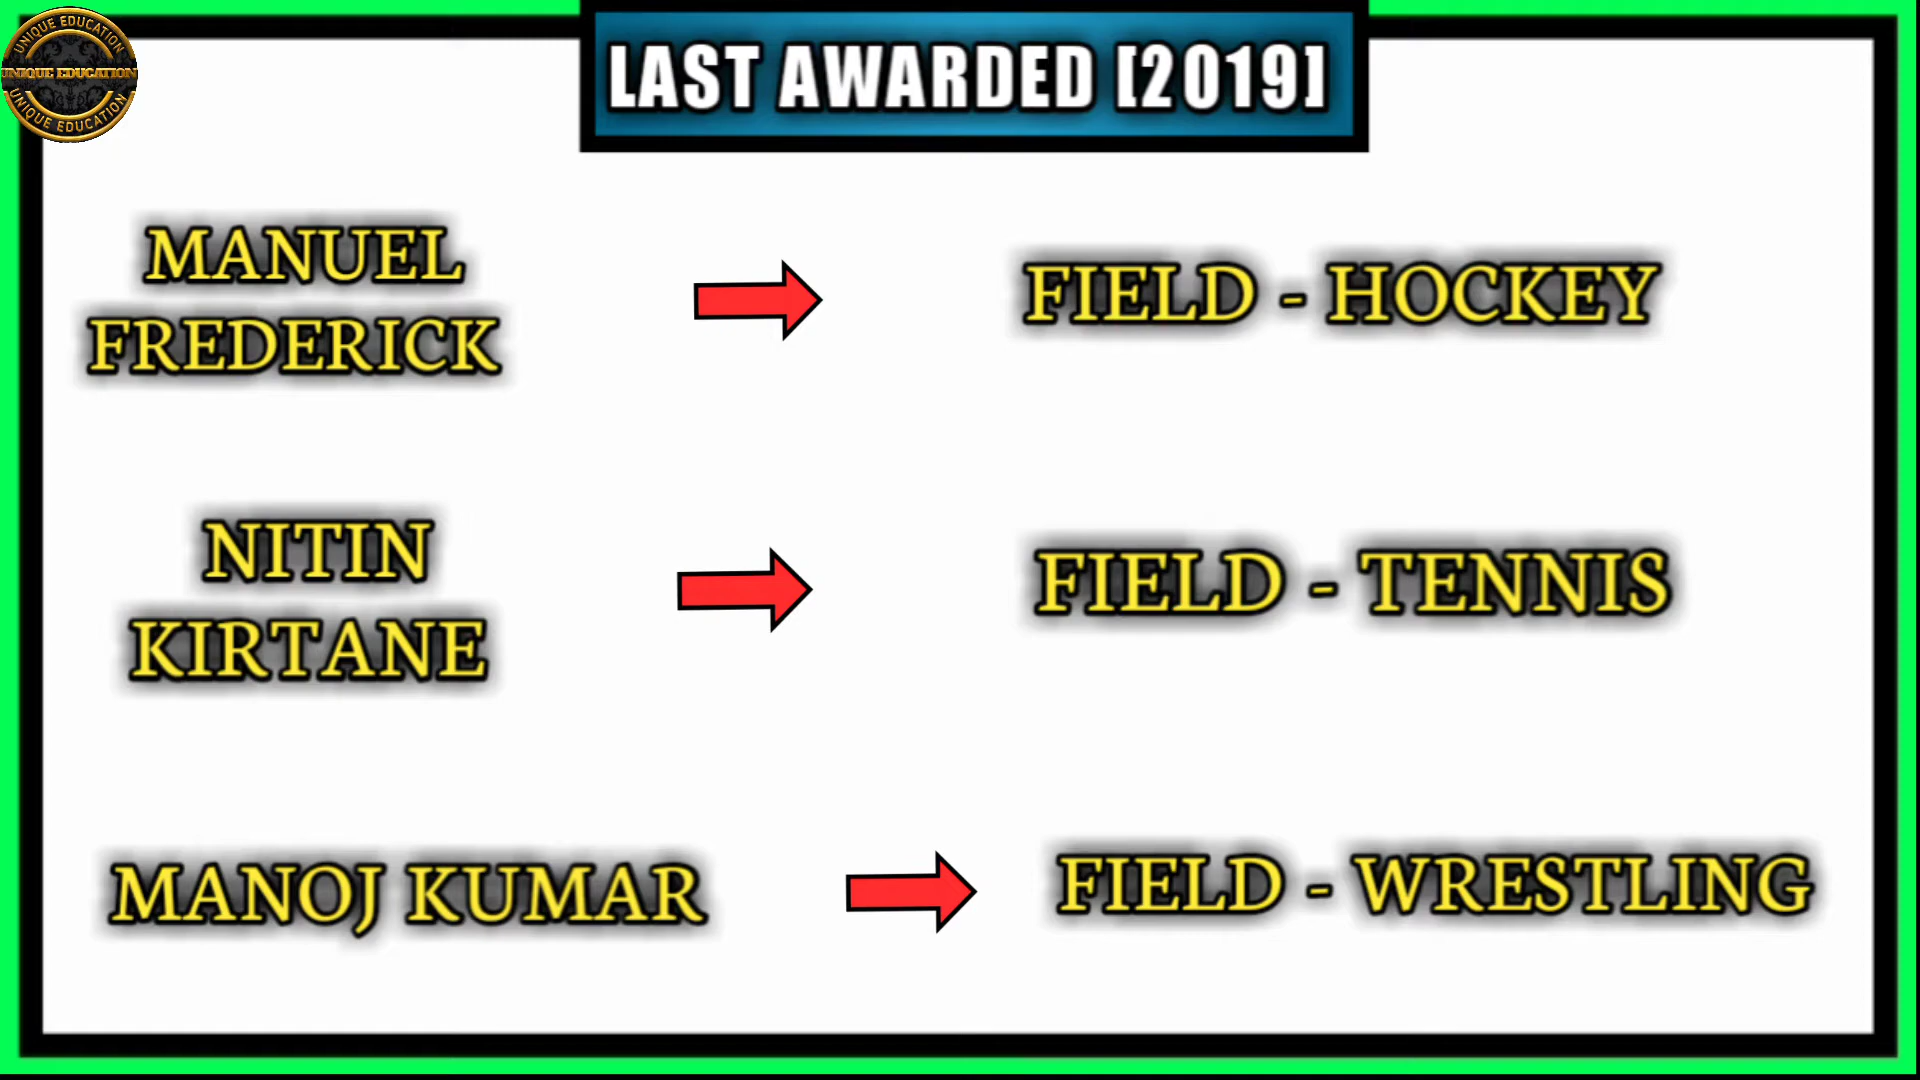 UNIQUE EDUCATION
UNIQUE EDUCATION
UNIQUE EDUCATION
LAST AWARDED [2019]
MANUEL
FREDERICK
FIELD - HOCKEY
NITIN
KIRTANE
FIELD - TENNIS
MANOJ KUMAR
FIELD - WRESTLING